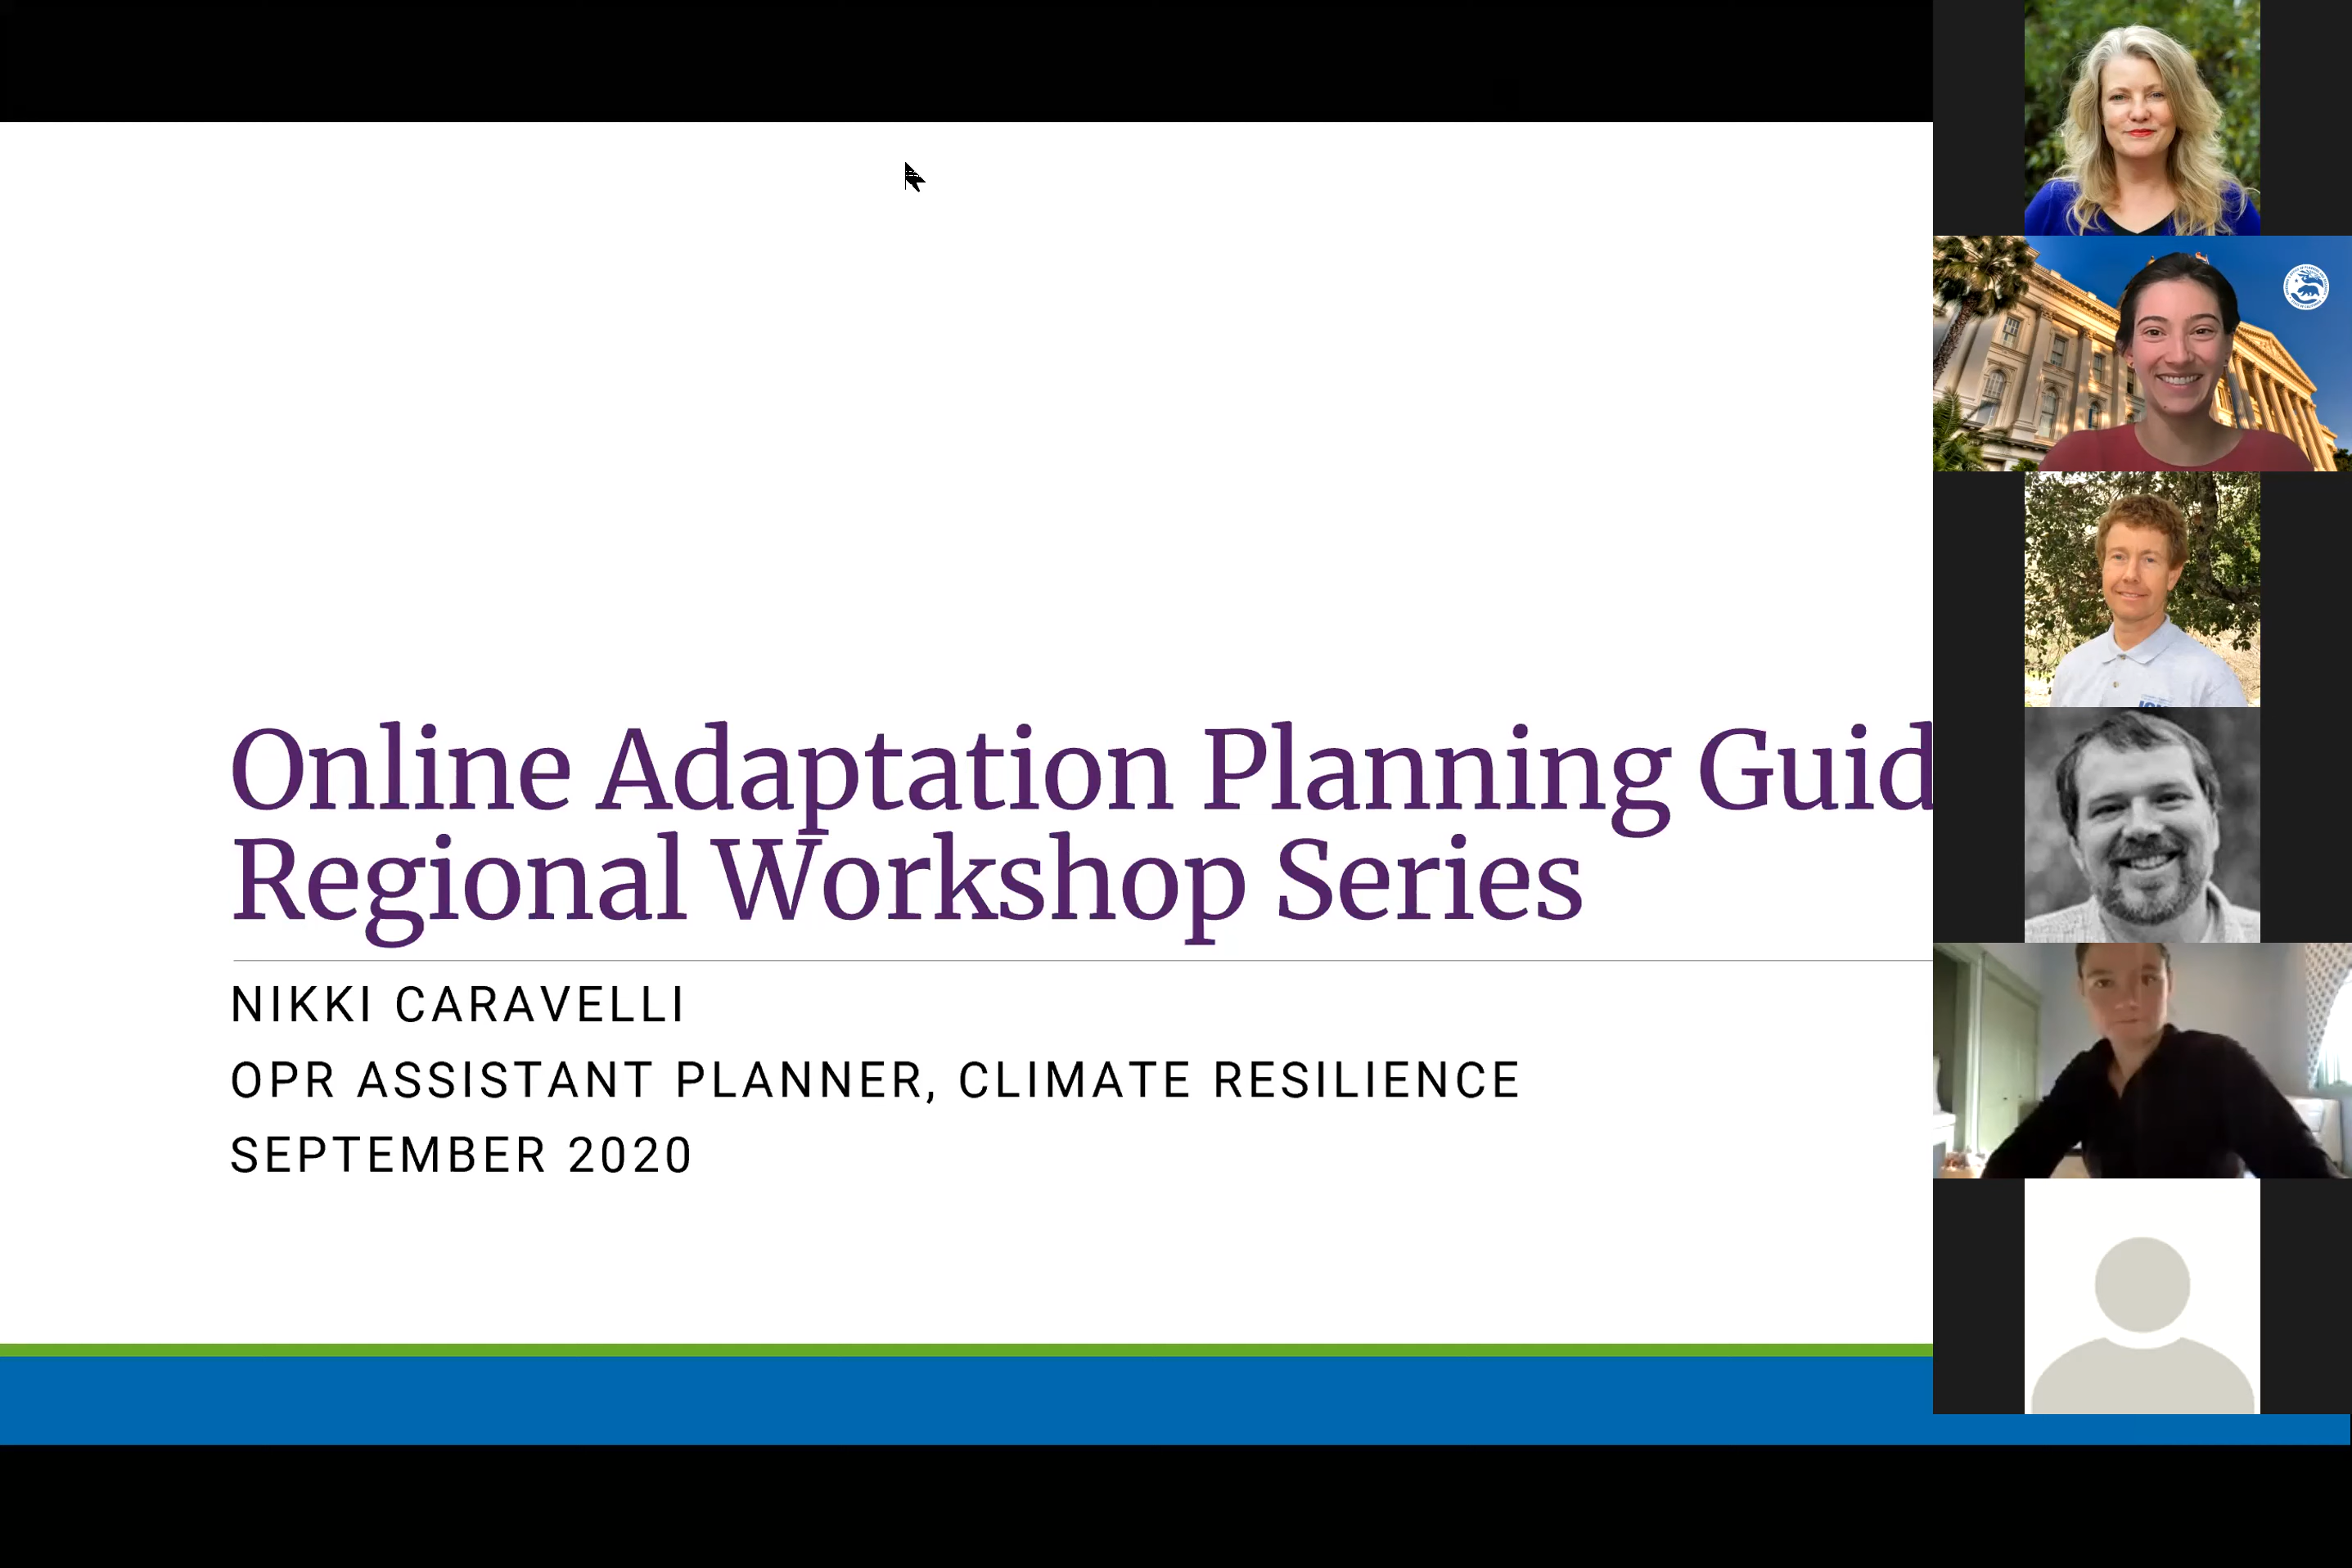 Online Adaptation Planning Guid
Regional Workshop Series
NIKKI CARAVELLI
OPR ASSISTANT PLANNER, CLIMATE RESILIENCE
SEPTEMBER 2020